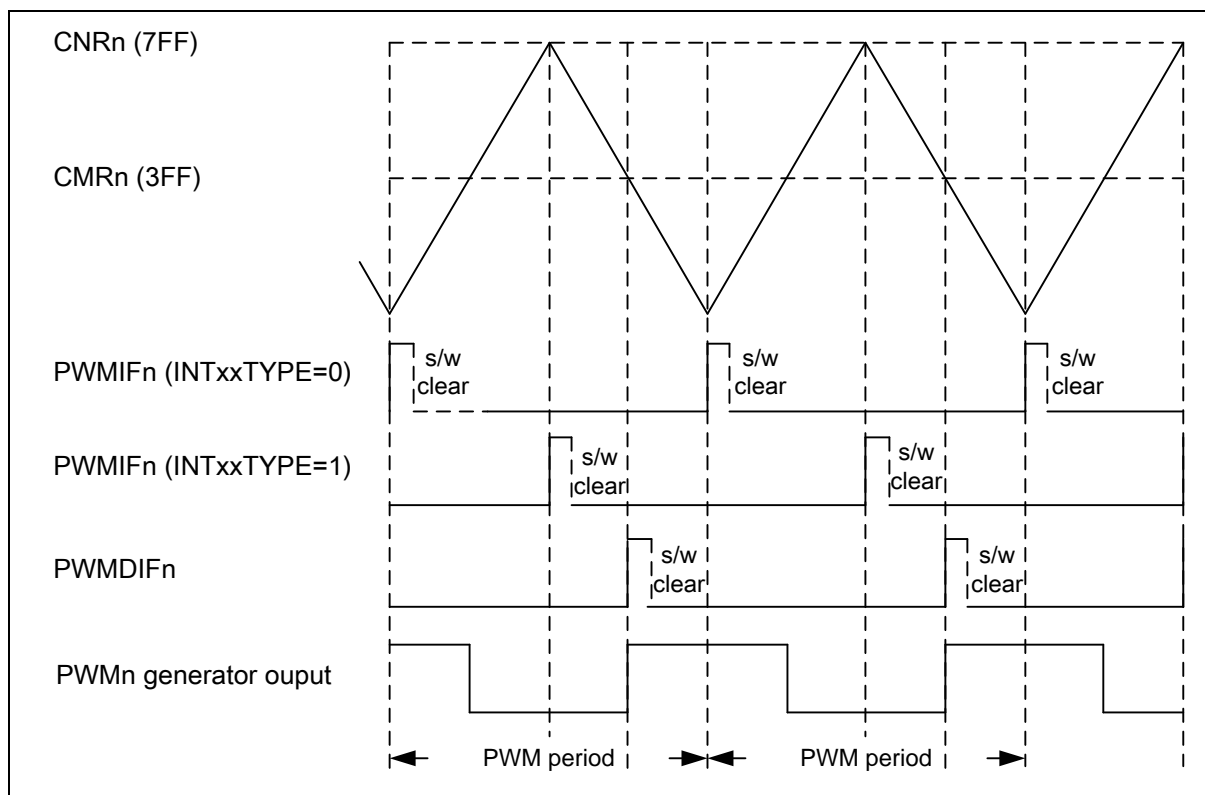 CNRn (7FF)
CMRn (3FF)
PWMIFn (INTxxTYPE=0)
s/w
clear
s/w
clear
s/w
clear
PWMIFn (INTxxTYPE=1)
s/w
clear
s/w
clear
PWMDIFn
s/w
clear
s/w
clear
PWMn generator ouput
PWM period
PWM period